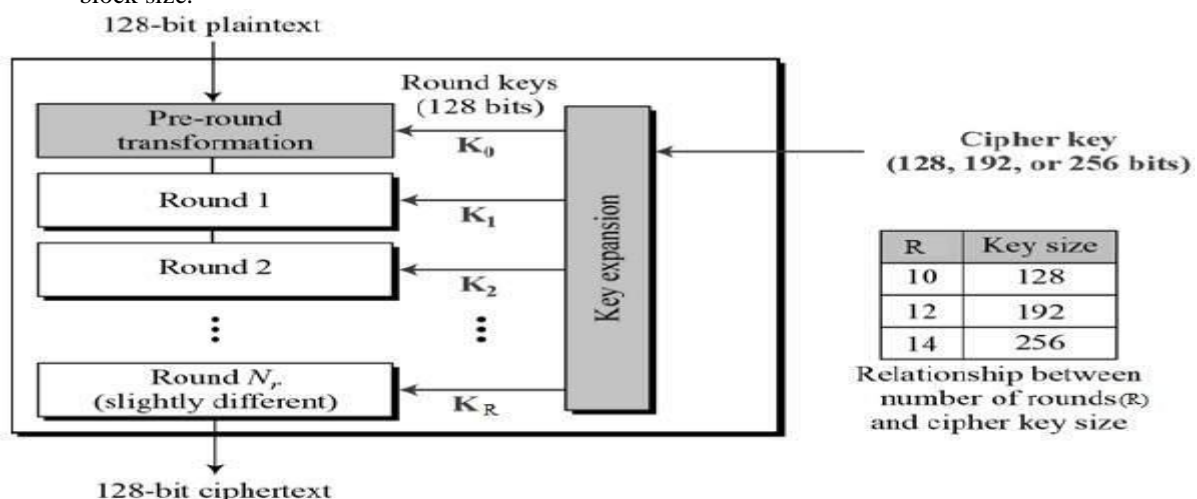 block size.
128-bit plaintext
Round keys
(128 bits)
Pre-round
transformation
K0
Cipher key
(128, 192, or 256 bits)
Round 1
K1
Round 2
K2
Key expansion
R Key size
10 128
12 192
14 256
Round Nr
(slightly different)
KR
Relationship between
number of rounds(R)
and cipher key size
128-bit ciphertext